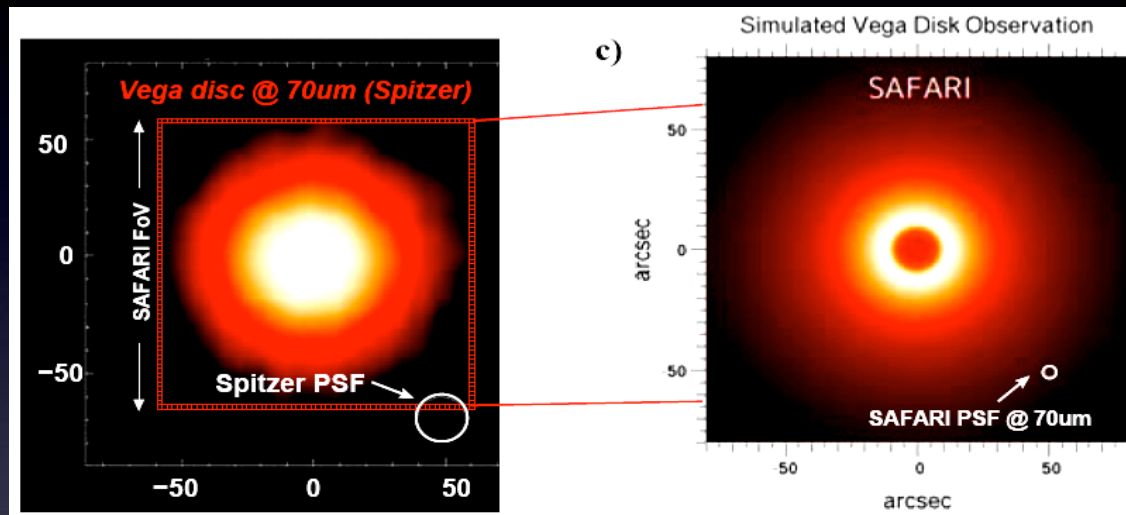 Vega disc @ 70um (Spitzer)
50
0
−50
SAFARI FoV
Spitzer PSF
−50
0
50
c)
Simulated Vega Disk Observation
SAFARI
50
0
-50
arcsec
SAFARI PSF @ 70um
-50
0
50
arcsec